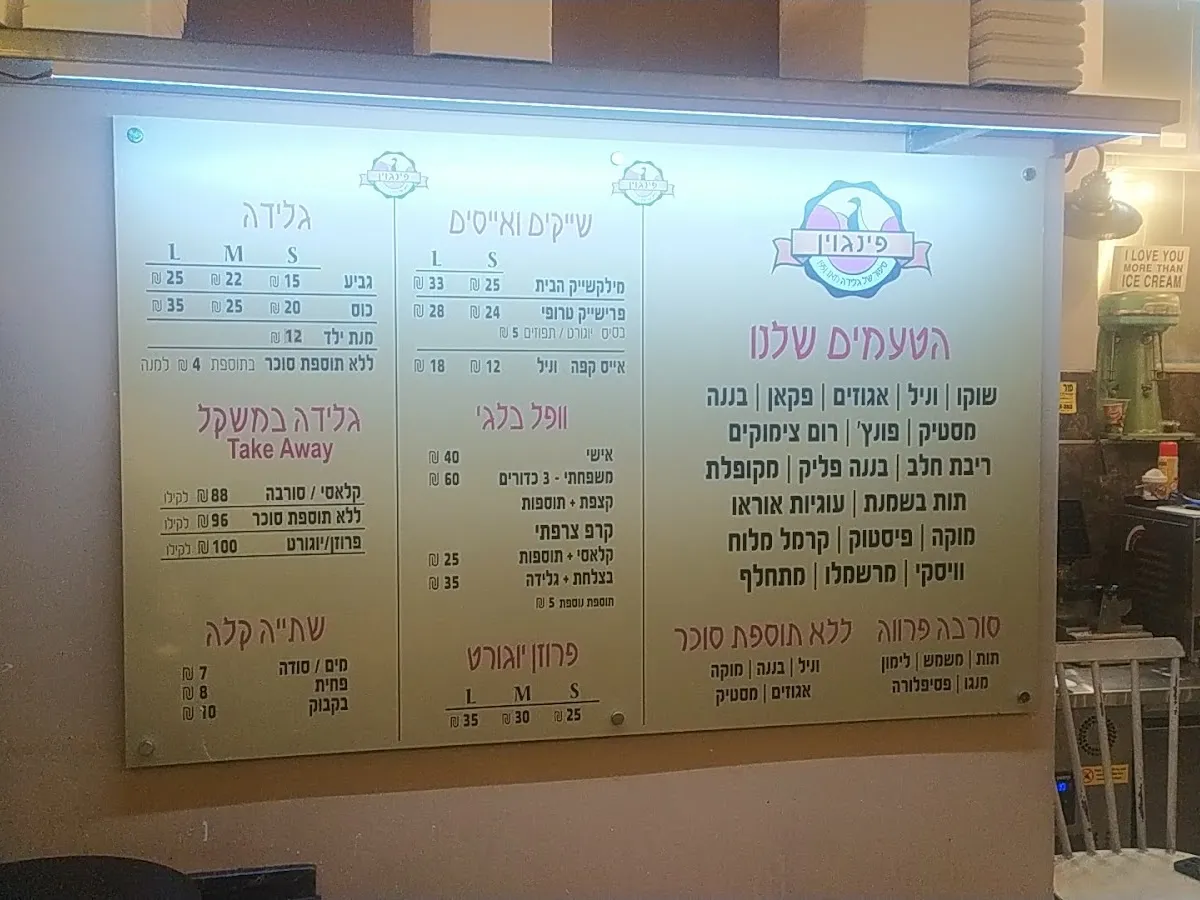 פינגוין
הטעמים שלנו
שוקו | וניל | אגוזים | פקאן | בננה
מסטיק | פונץ' | רום צימוקים
ריבת חלב | בננה פליק | מקופלת
תות בשמנת | עוגיות אוראו
מוקה | פיסטוק | קרמל מלוח
וויסקי | מרשמלו | מתחלף
סורבה פרווה
תות | משמש | לימון
מנגו | פסיפלורה
ללא תוספת סוכר
וניל | בננה | מוקה
אגוזים | מסטיק
פינגוין
שייקים ואייסים
S L
מילקשייק הבית 25 ₪ 33 ₪
פרישייק טרופי 24 ₪ 28 ₪
בסיס יוגורט / תפוזים 5 ₪
אייס קפה וניל 12 ₪ 18 ₪
וופל בלגי
אישי 40 ₪
משפחתי - 3 כדורים 60 ₪
קצפת + תוספות
קרפ צרפתי
קלאסי + תוספות 25 ₪
בצלחת + גלידה 35 ₪
תוספת נוספת 5 ₪
פרוזן יוגורט
S M L
25 ₪ 30 ₪ 35 ₪
פינגוין
גלידה
S M L
גביע 15 ₪ 22 ₪ 25 ₪
כוס 20 ₪ 25 ₪ 35 ₪
מנת ילד 12 ₪
ללא תוספת סוכר בתוספת 4 ₪ למנה
גלידה במשקל
Take Away
קלאסי / סורבה 88 ₪ לקילו
ללא תוספת סוכר 96 ₪ לקילו
פרוזן/יוגורט 100 ₪ לקילו
שתייה קלה
מים / סודה 7 ₪
פחית 8 ₪
בקבוק 10 ₪
I LOVE YOU
MORE THAN
ICE CREAM